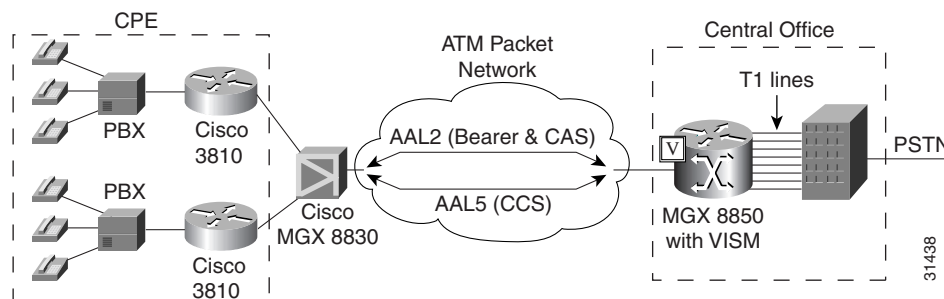 CPE
PBX
Cisco
3810
PBX
Cisco
3810
Cisco
MGX 8830
ATM Packet
Network
AAL2 (Bearer & CAS)
AAL5 (CCS)
Central Office
T1 lines
V
MGX 8850
with VISM
PSTN
31438